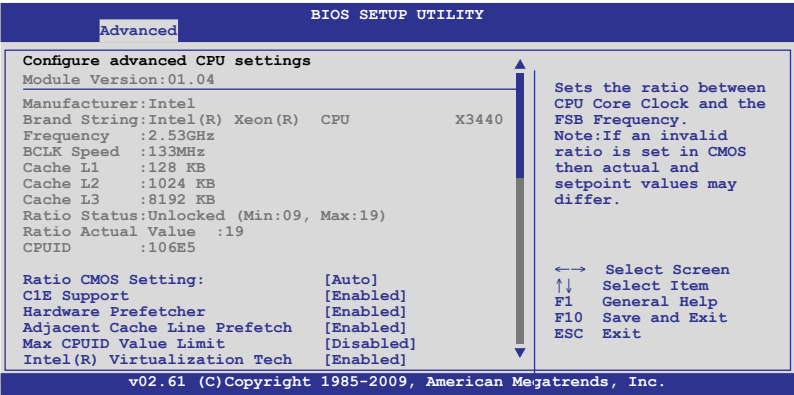 BIOS SETUP UTILITY
Advanced
Configure advanced CPU settings
Module Version:01.04
Manufacturer:Intel
Brand String:Intel(R) Xeon(R) CPU X3440
Frequency :2.53GHz
BCLK Speed :133MHz
Cache L1 :128 KB
Cache L2 :1024 KB
Cache L3 :8192 KB
Ratio Status:Unlocked (Min:09, Max:19)
Ratio Actual Value :19
CPUID :106E5
Ratio CMOS Setting: [Auto]
C1E Support [Enabled]
Hardware Prefetcher [Enabled]
Adjacent Cache Line Prefetch [Enabled]
Max CPUID Value Limit [Disabled]
Intel(R) Virtualization Tech [Enabled]
Sets the ratio between
CPU Core Clock and the
FSB Frequency.
Note:If an invalid
ratio is set in CMOS
then actual and
setpoint values may
differ.
←→ Select Screen
↑↓ Select Item
F1 General Help
F10 Save and Exit
ESC Exit
v02.61 (C)Copyright 1985-2009, American Megatrends, Inc.